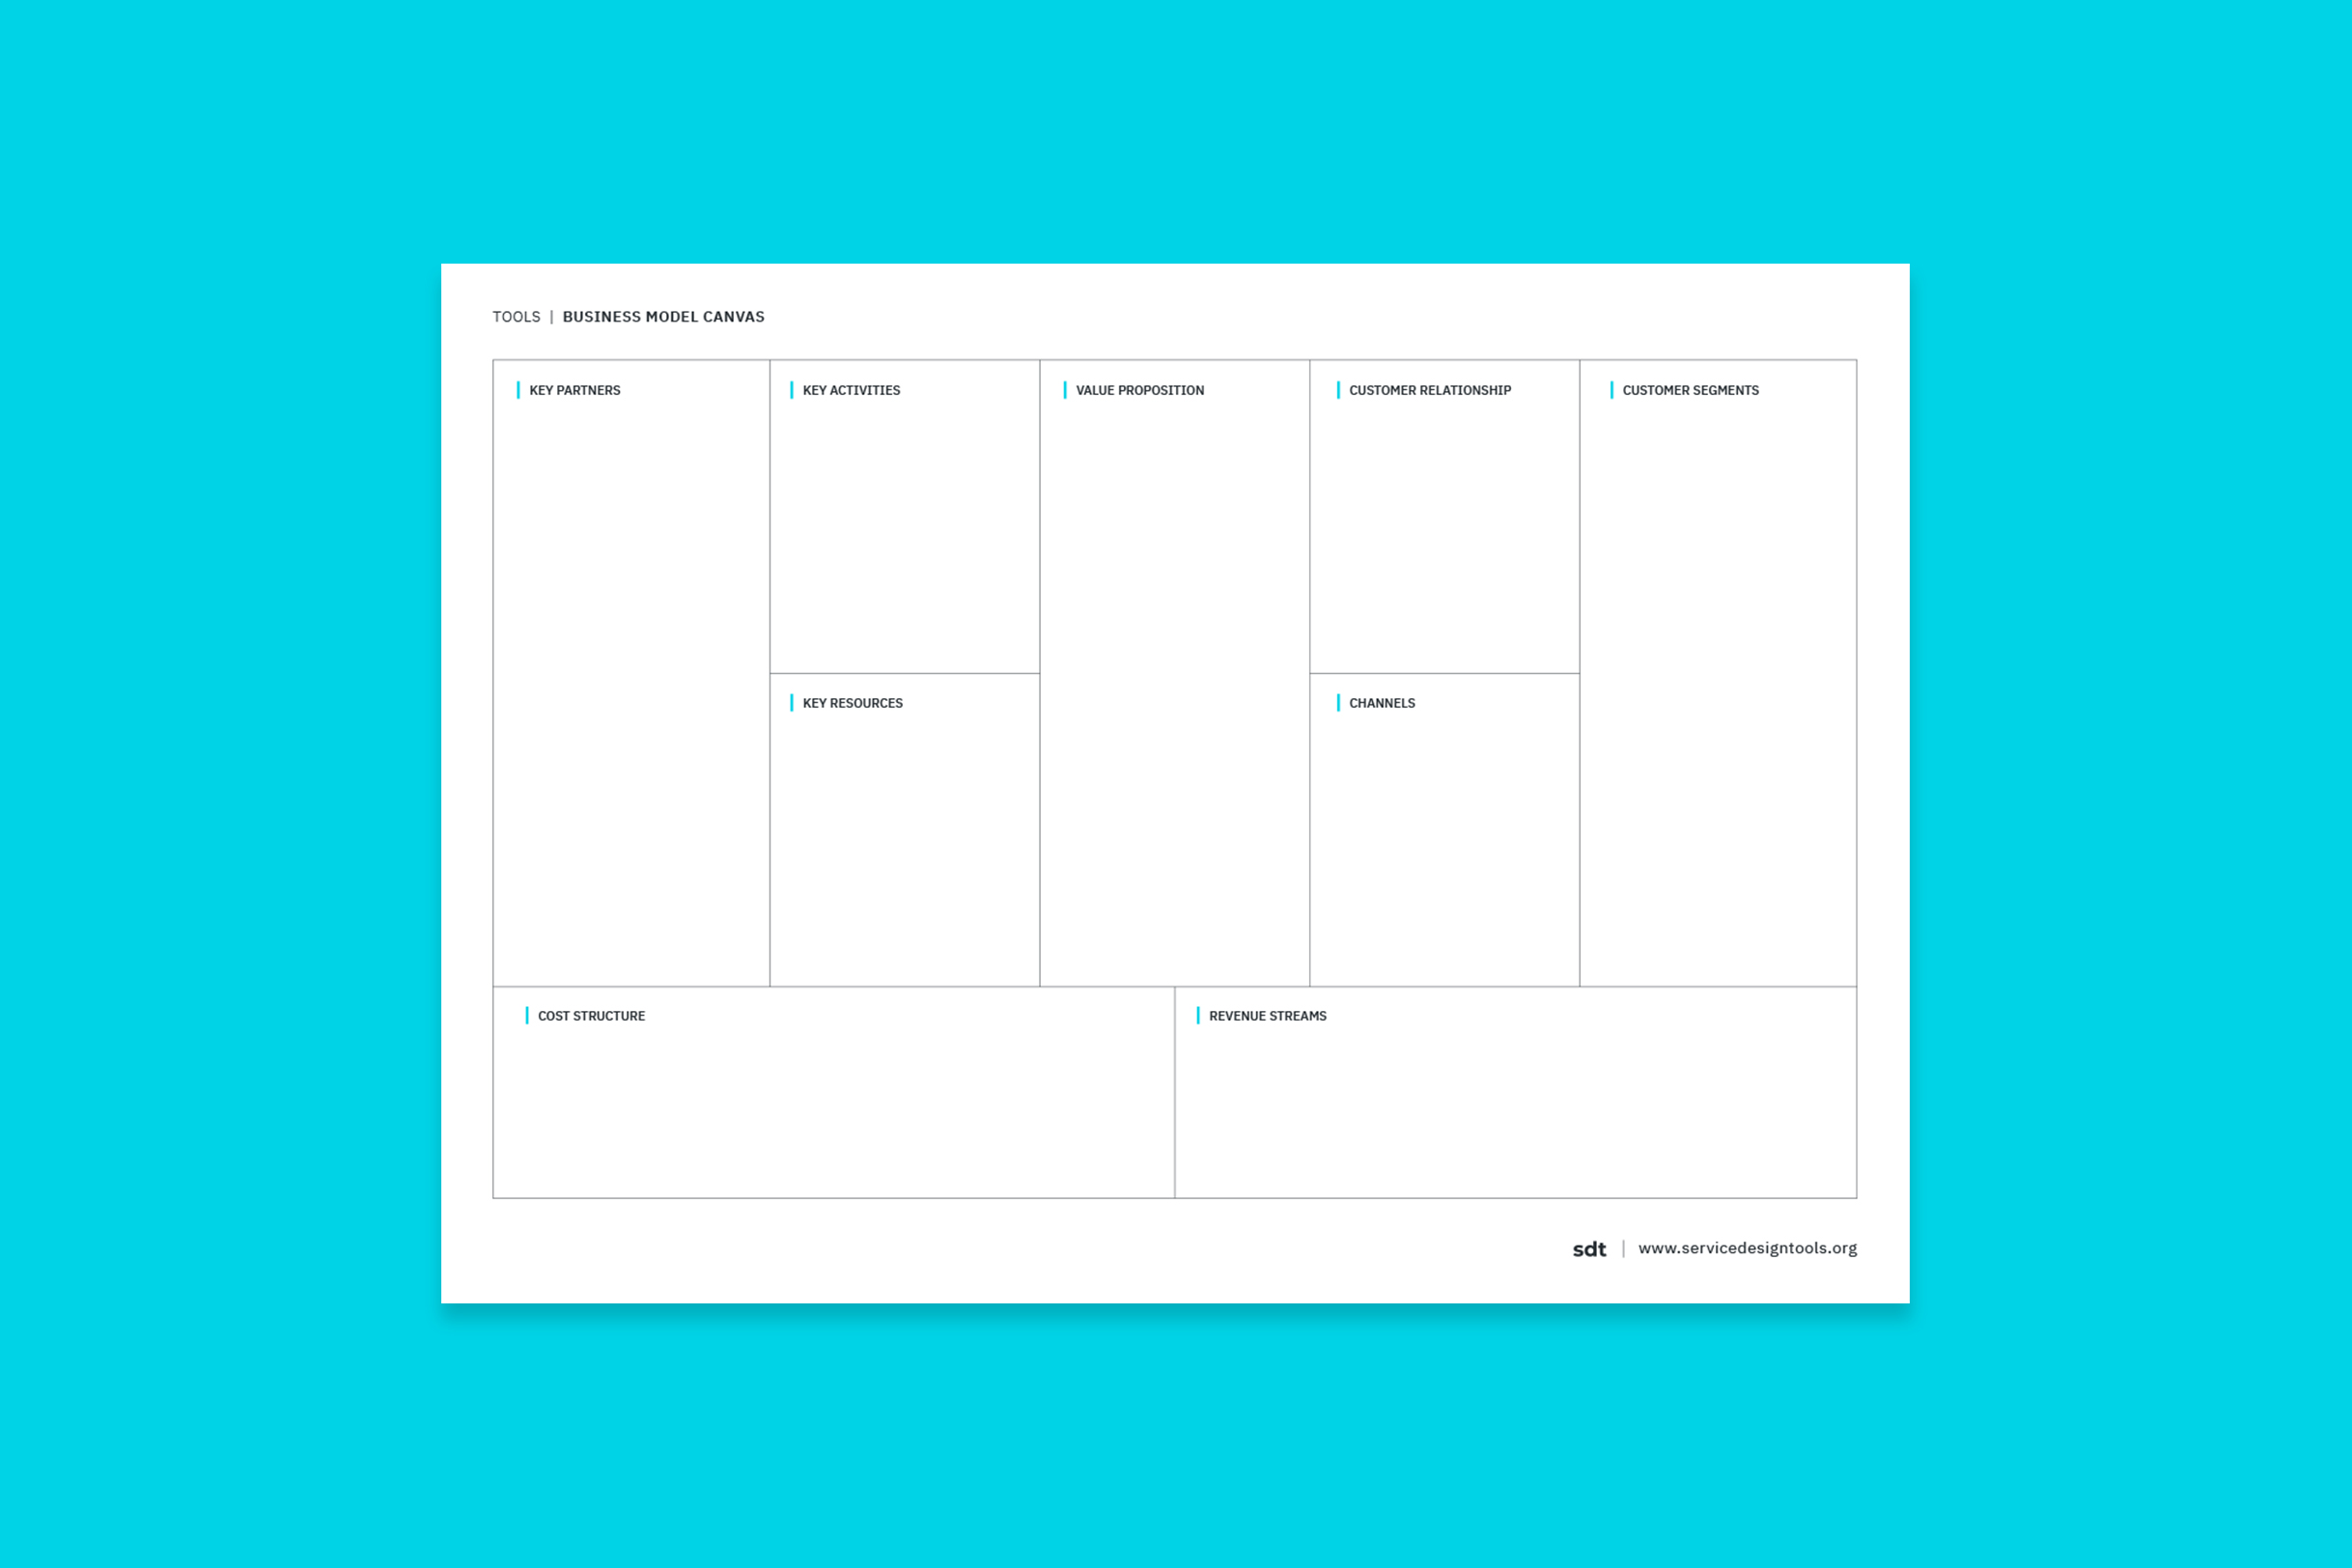 TOOLS | BUSINESS MODEL CANVAS
KEY PARTNERS
KEY ACTIVITIES
VALUE PROPOSITION
CUSTOMER RELATIONSHIP
CUSTOMER SEGMENTS
KEY RESOURCES
CHANNELS
COST STRUCTURE
REVENUE STREAMS
sdt | www.servicedesigntools.org